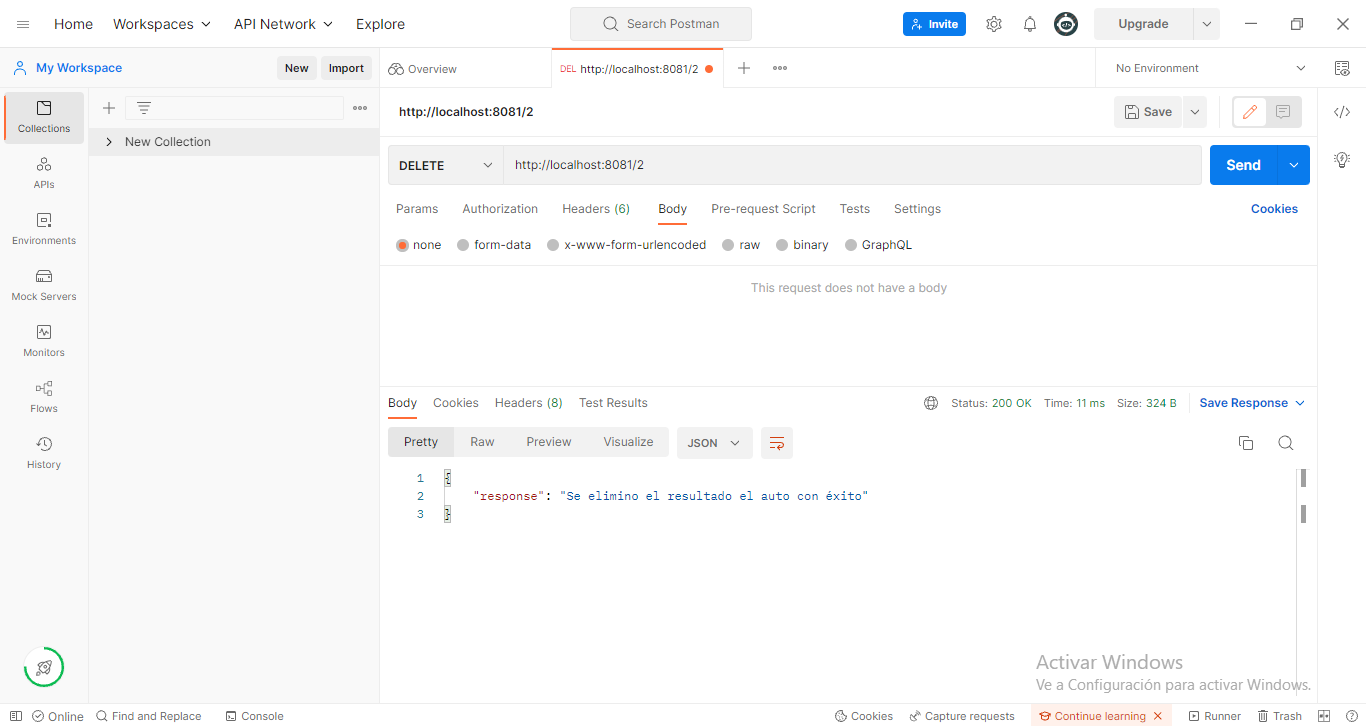 Home Workspaces API Network Explore Search Postman Invite Upgrade
My Workspace New Import Overview DEL http://localhost:8081/2 No Environment
Collections
APIs
Environments
Mock Servers
Monitors
Flows
History
New Collection
http://localhost:8081/2 Save
DELETE http://localhost:8081/2 Send
Params Authorization Headers (6) Body Pre-request Script Tests Settings Cookies
none form-data x-www-form-urlencoded raw binary GraphQL
This request does not have a body
Body Cookies Headers (8) Test Results Status: 200 OK Time: 11 ms Size: 324 B Save Response
Pretty Raw Preview Visualize JSON
1 {
2 "response": "Se elimino el resultado el auto con éxito"
3 }
Activar Windows
Ve a Configuración para activar Windows.
Online Find and Replace Console Cookies Capture requests Continue learning Runner Trash